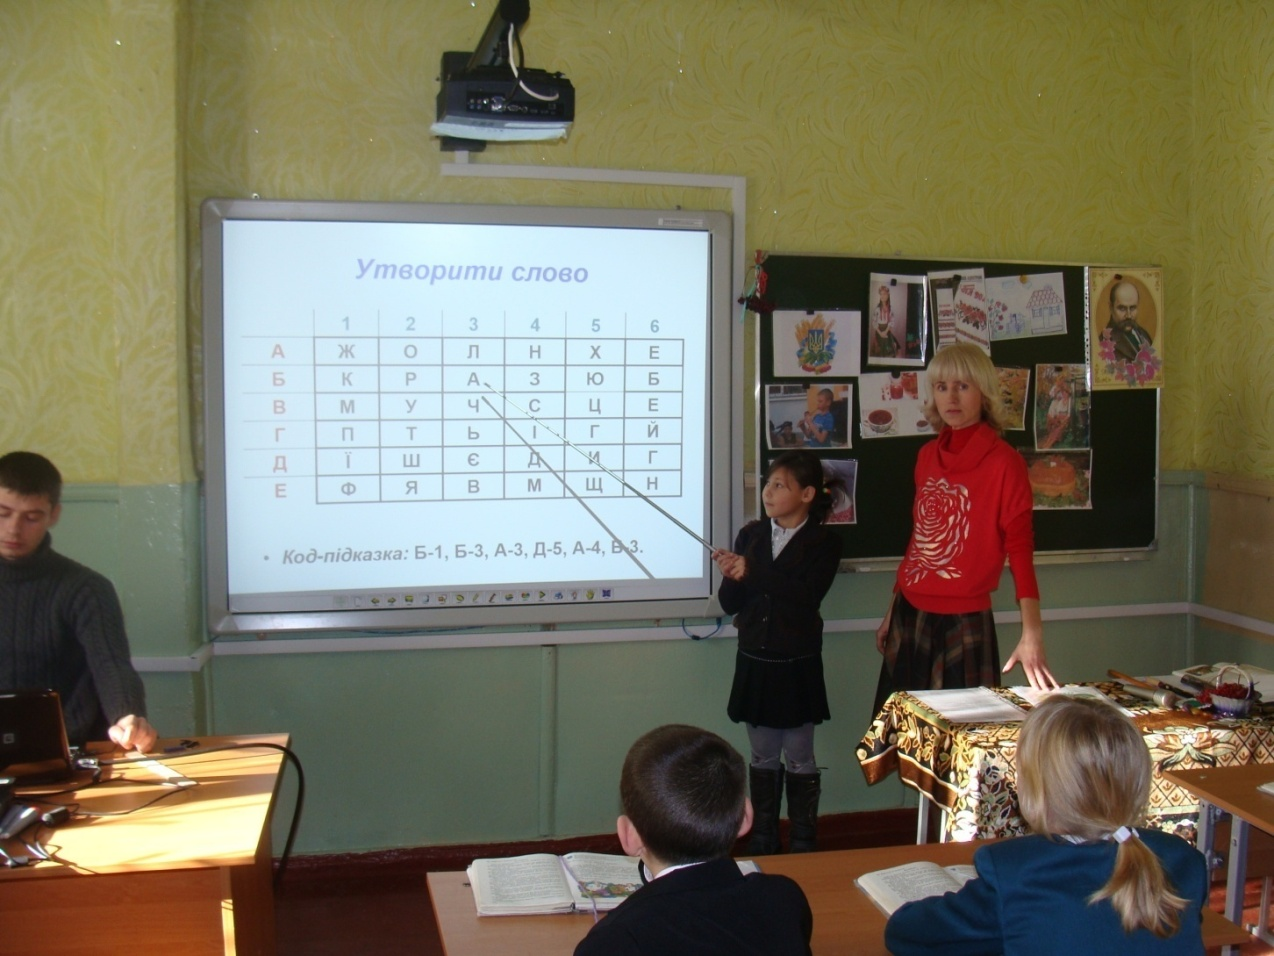 Утворити слово
1 2 3 4 5 6
А Ж О Л Н Х Е
Б К Р А З Ю Б
В М У Ч С Ц Е
Г П Т Ь І Г Й
Д Ї Ш Є Д И Г
Е Ф Я В М Щ Н
• Код-підказка: Б-1, Б-3, А-3, Д-5, А-4, В-3.